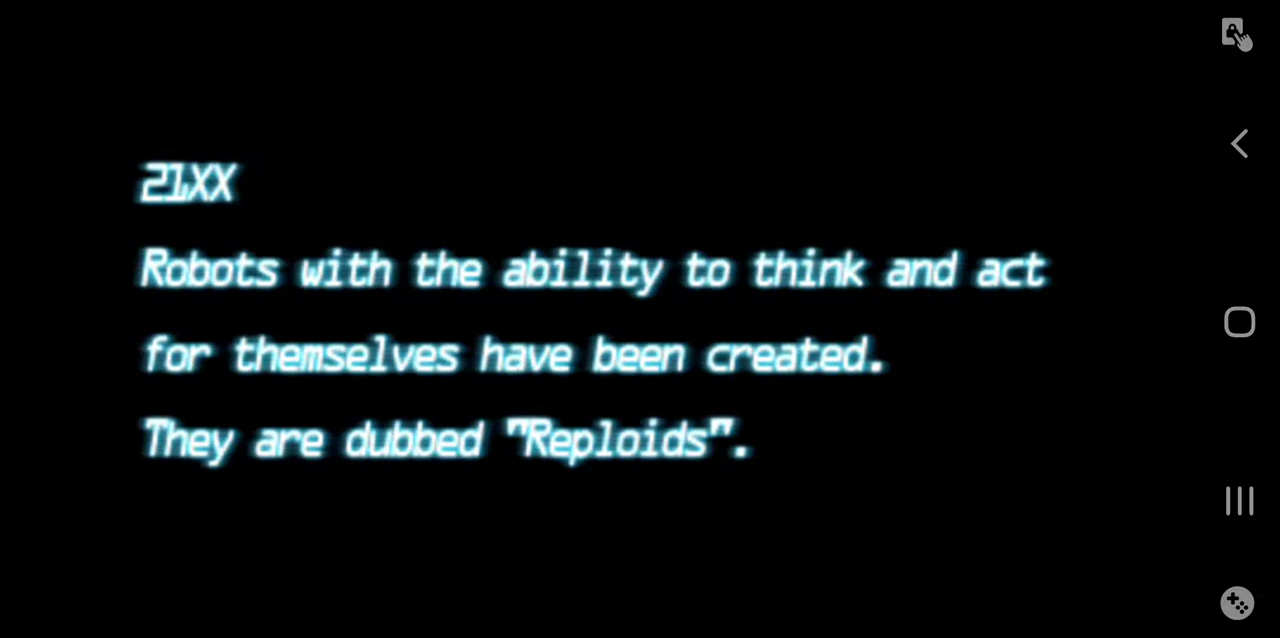 21XX
Robots with the ability to think and act
for themselves have been created.
They are dubbed "Reploids".